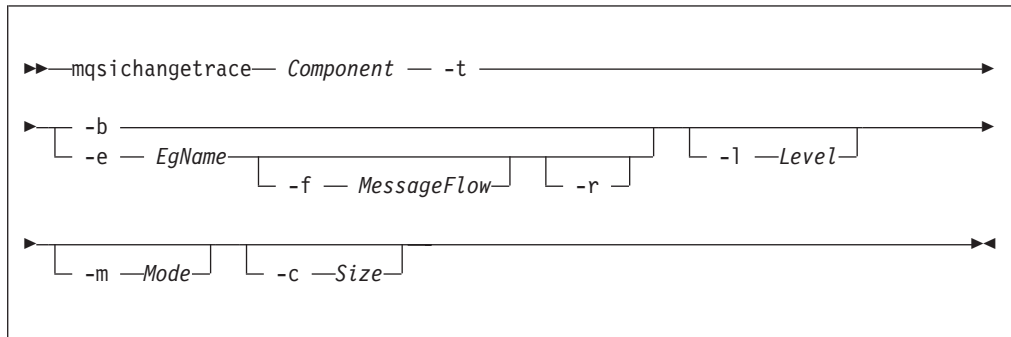 mqsichangetrace Component -t
-b
-e EgName
-f MessageFlow
-r
-l Level
-m Mode
-c Size